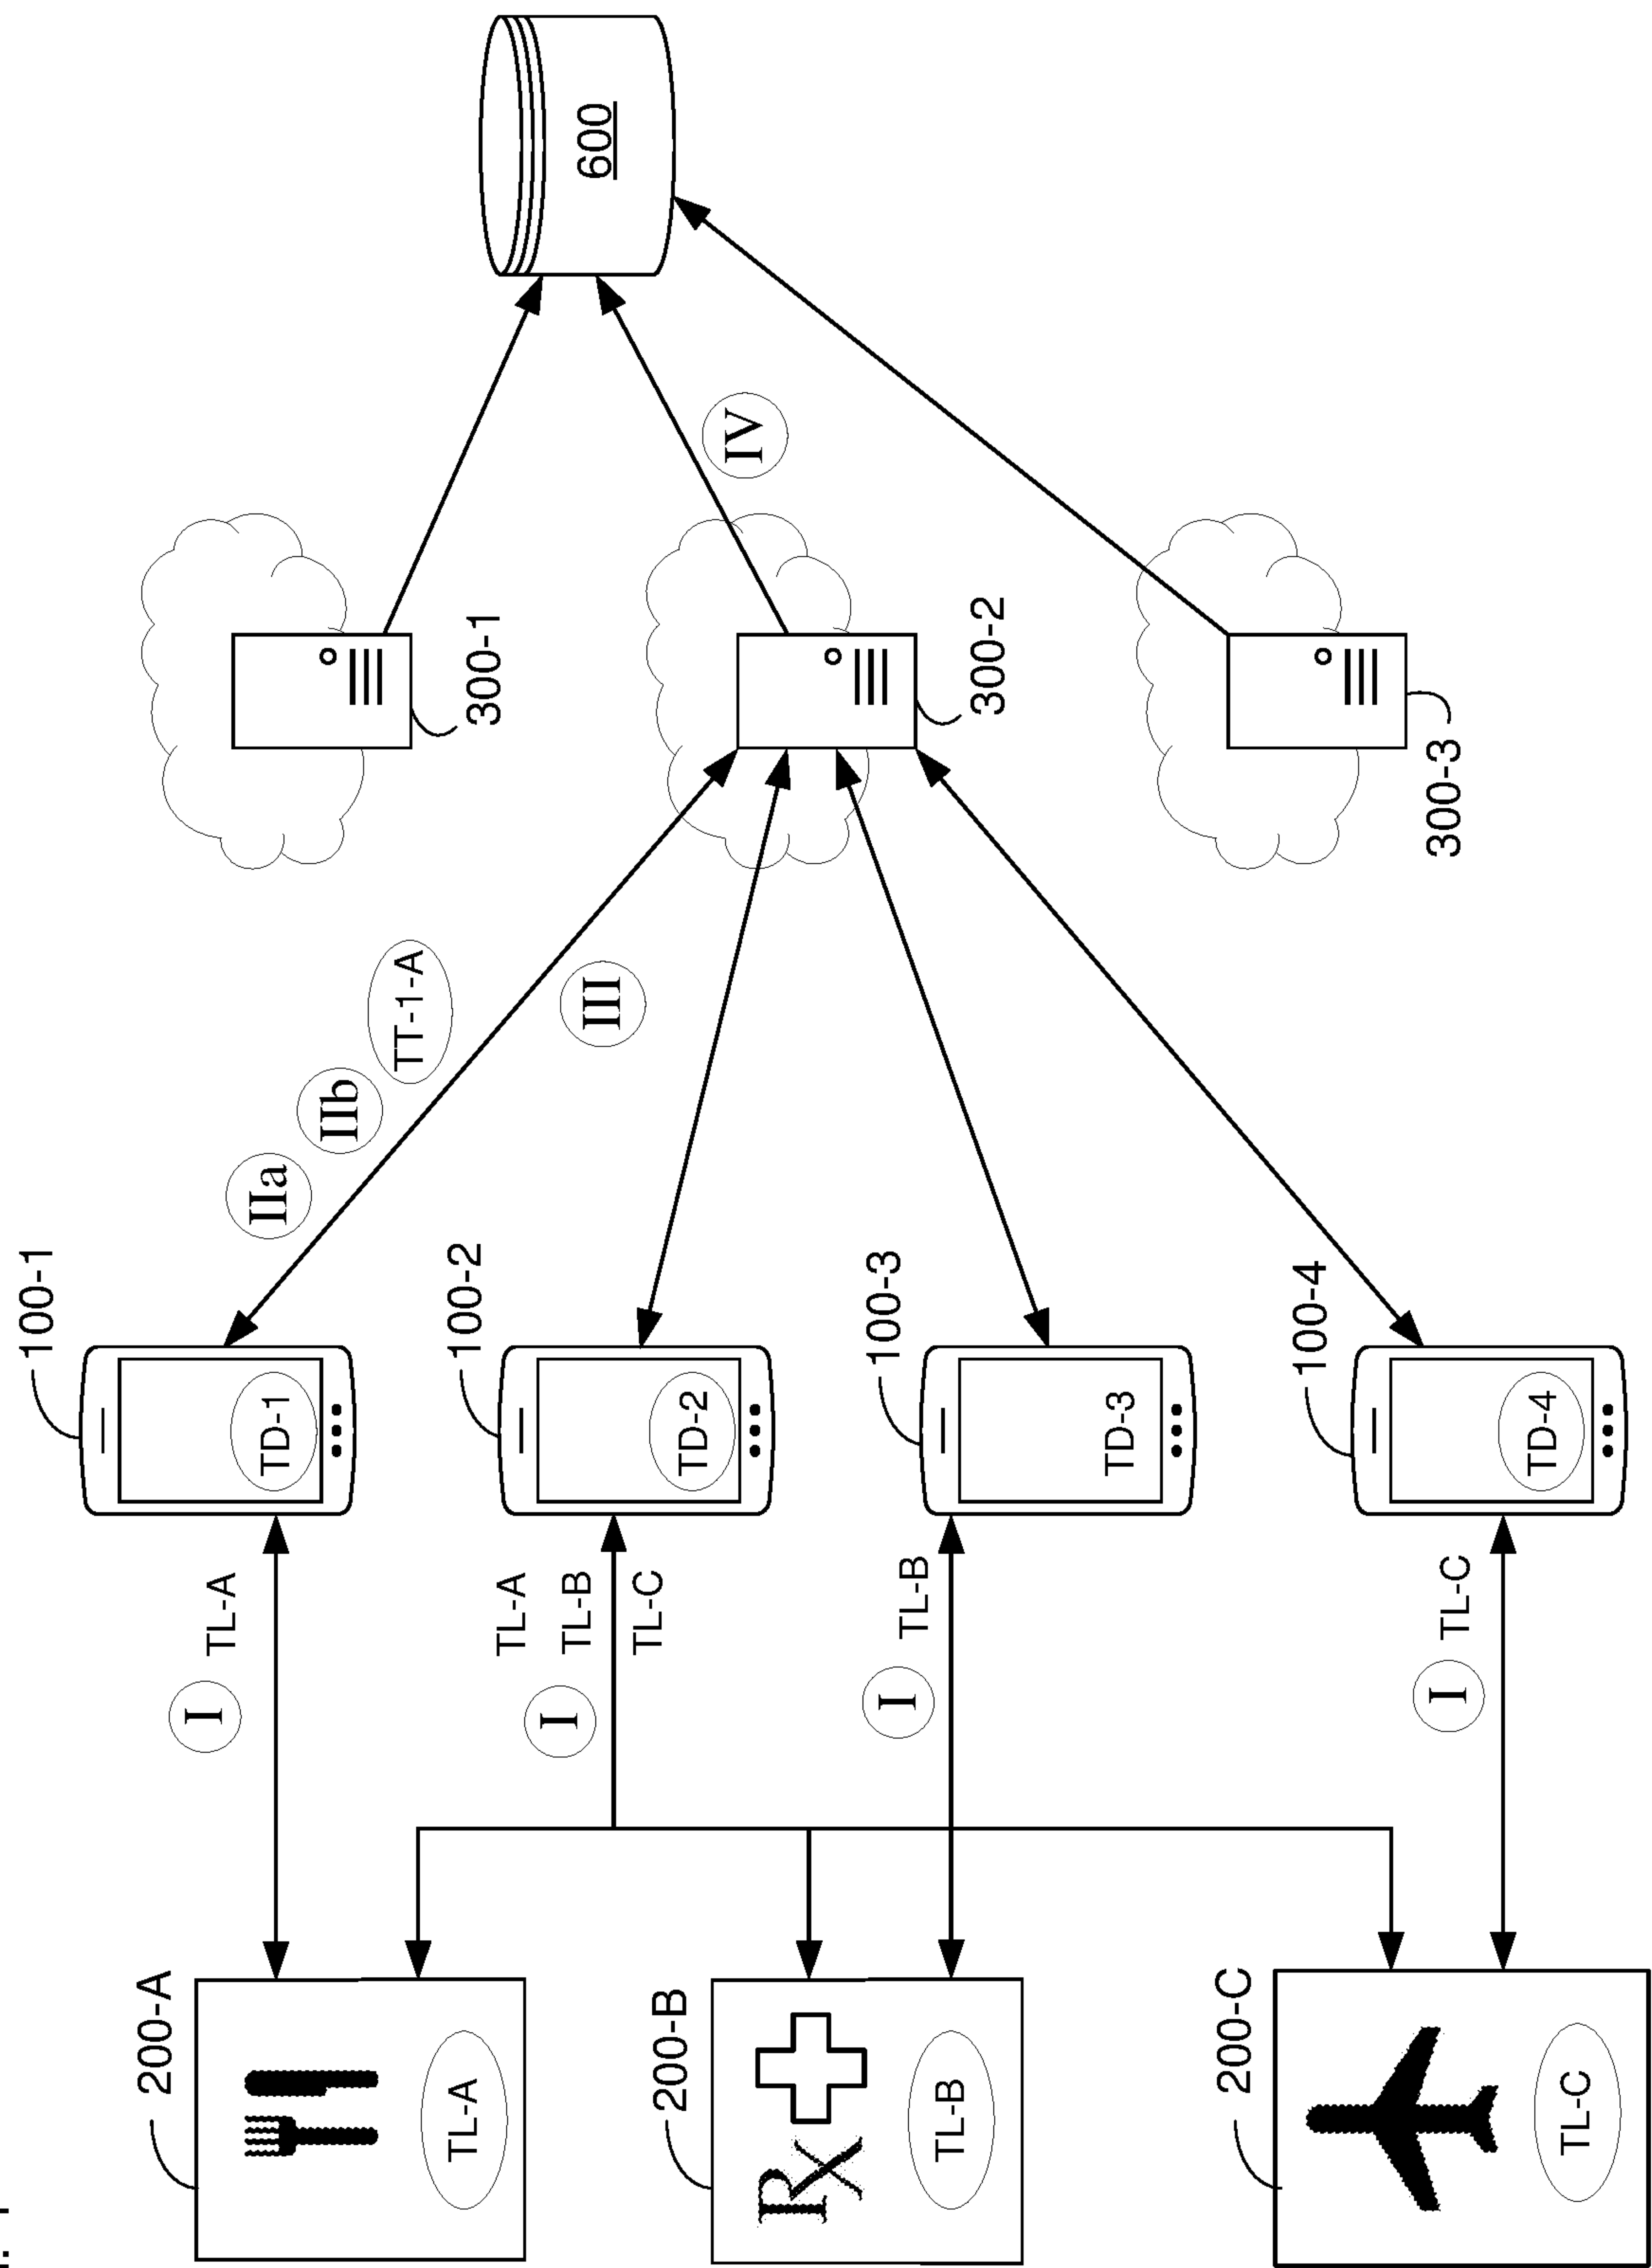 200-A
TL-A
200-B
Rx
TL-B
200-C
TL-C
I
TL-A
I
TL-A
TL-B
TL-C
I
TL-B
I
TL-C
100-1
TD-1
100-2
TD-2
100-3
TD-3
100-4
TD-4
IIa
IIb
TT-1-A
III
300-1
300-2
300-3
IV
600